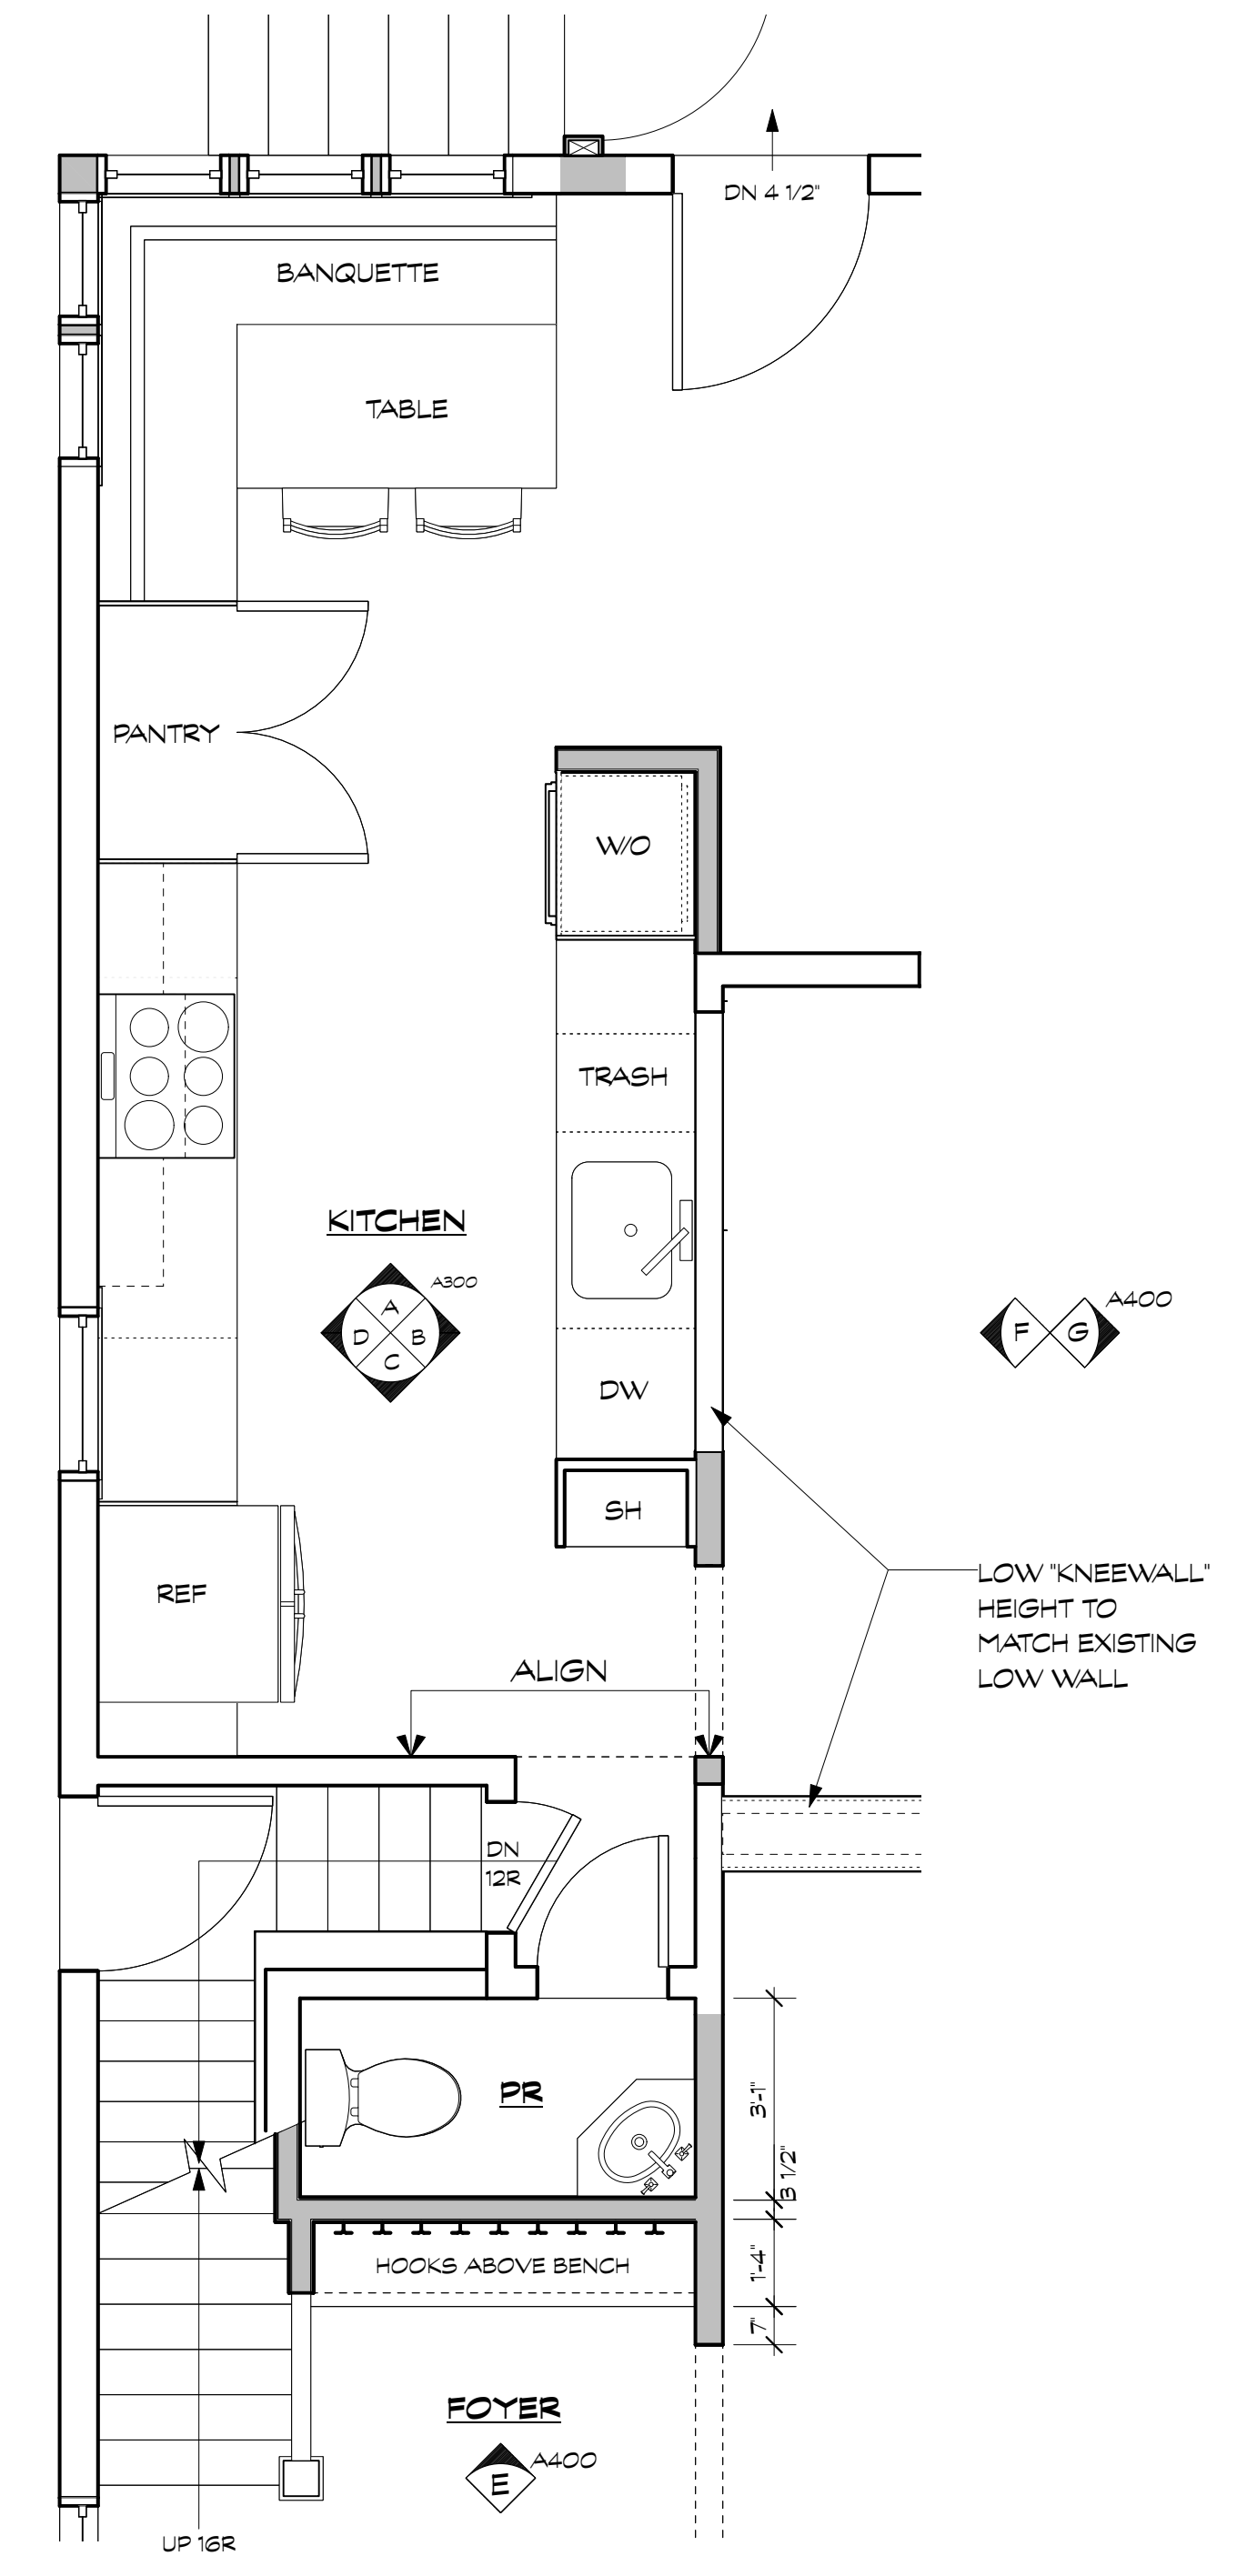 DN 4 1/2"
BANQUETTE
TABLE
PANTRY
W/O
TRASH
KITCHEN
A300
A
D B
C
A400
F G
DW
SH
LOW "KNEEWALL"
HEIGHT TO
MATCH EXISTING
LOW WALL
REF
ALIGN
DN
12R
PR
3'-1"
3 1/2"
1'-4"
7"
HOOKS ABOVE BENCH
FOYER
A400
E
UP 16R